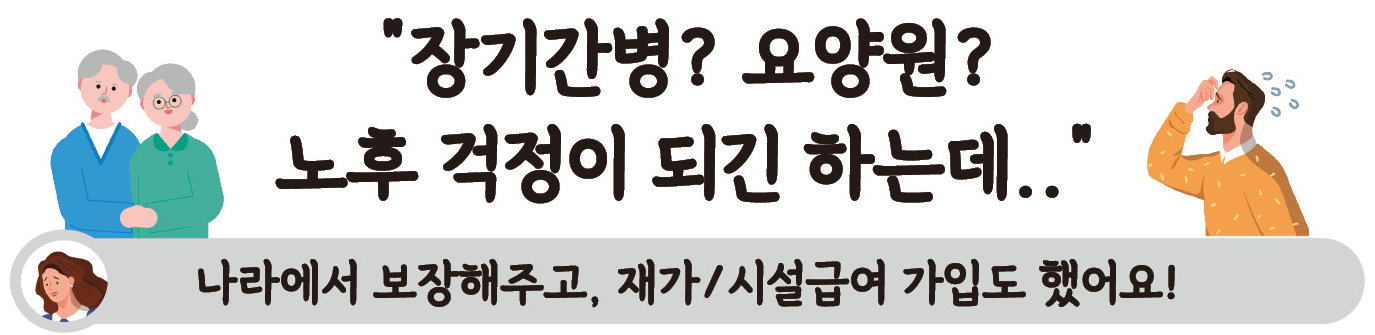 "장기간병? 요양원?
노후 걱정이 되긴 하는데.."
나라에서 보장해주고, 재가/시설급여 가입도 했어요!